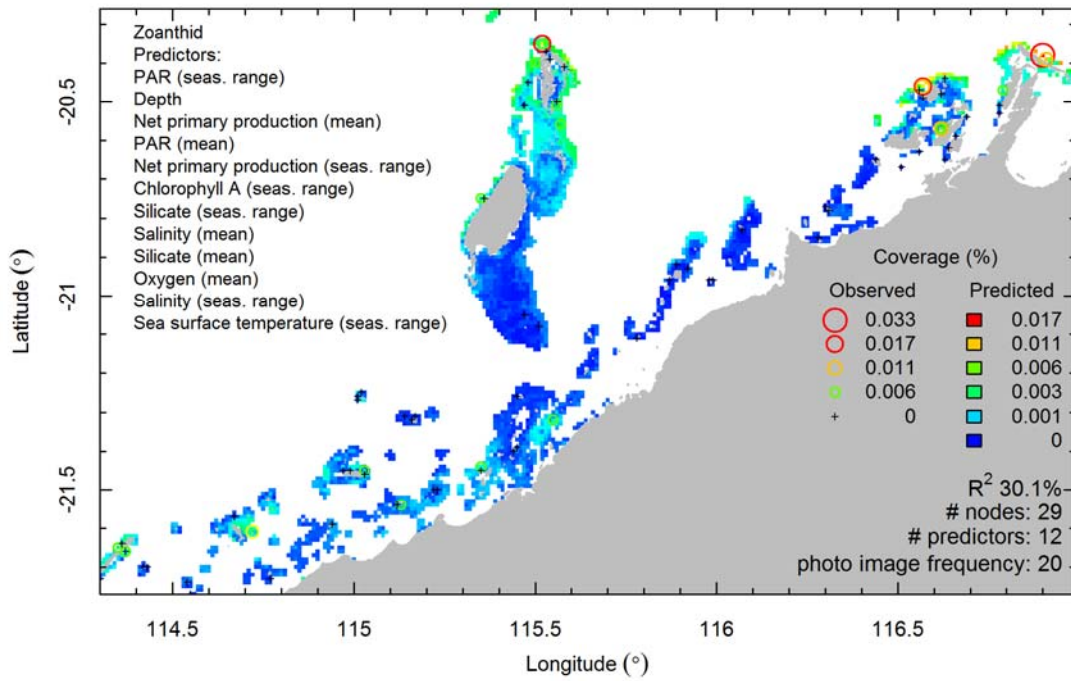 Zoanthid
Predictors:
PAR (seas. range)
Depth
Net primary production (mean)
PAR (mean)
Net primary production (seas. range)
Chlorophyll A (seas. range)
Silicate (seas. range)
Salinity (mean)
Silicate (mean)
Oxygen (mean)
Salinity (seas. range)
Sea surface temperature (seas. range)
Latitude (°)
-20.5
-21
-21.5
Coverage (%)
Observed Predicted
0.033 0.017
0.017 0.011
0.011 0.006
0.006 0.003
0 0.001
0
R² 30.1%
# nodes: 29
# predictors: 12
photo image frequency: 20
114.5 115 115.5 116 116.5
Longitude (°)